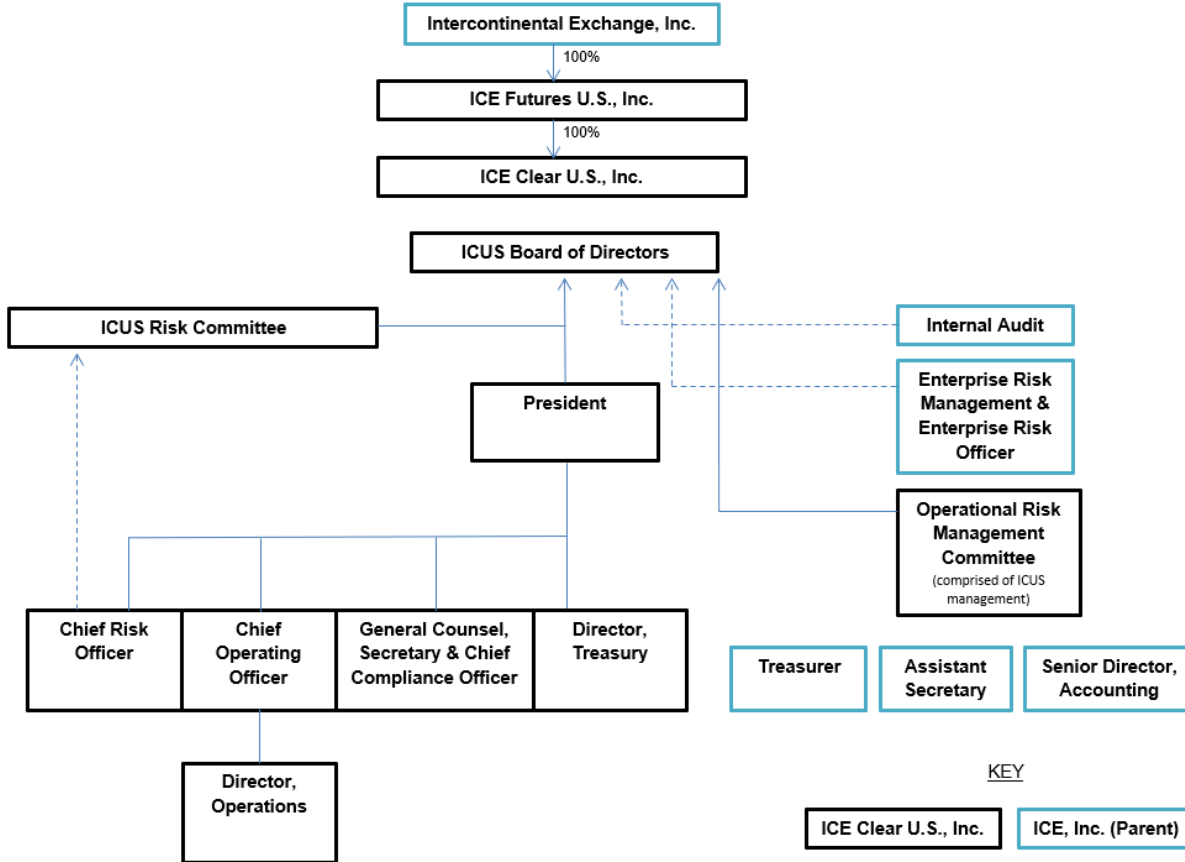 Intercontinental Exchange, Inc.
100%
ICE Futures U.S., Inc.
100%
ICE Clear U.S., Inc.
ICUS Board of Directors
ICUS Risk Committee
Internal Audit
Enterprise Risk
Management &
Enterprise Risk
Officer
President
Operational Risk
Management
Committee
(comprised of ICUS
management)
Chief Risk
Officer
Chief
Operating
Officer
General Counsel,
Secretary & Chief
Compliance Officer
Director,
Treasury
Treasurer
Assistant
Secretary
Senior Director,
Accounting
Director,
Operations
KEY
ICE Clear U.S., Inc.
ICE, Inc. (Parent)